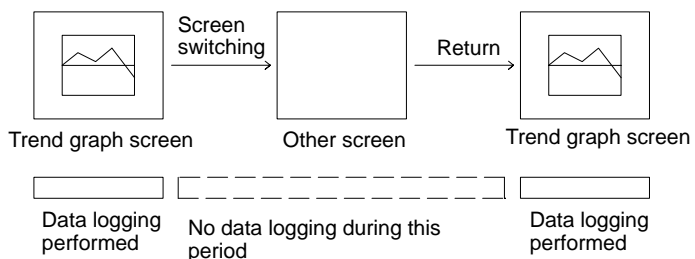 Screen
switching
Return
Trend graph screen
Other screen
Trend graph screen
Data logging
performed
No data logging during this
period
Data logging
performed